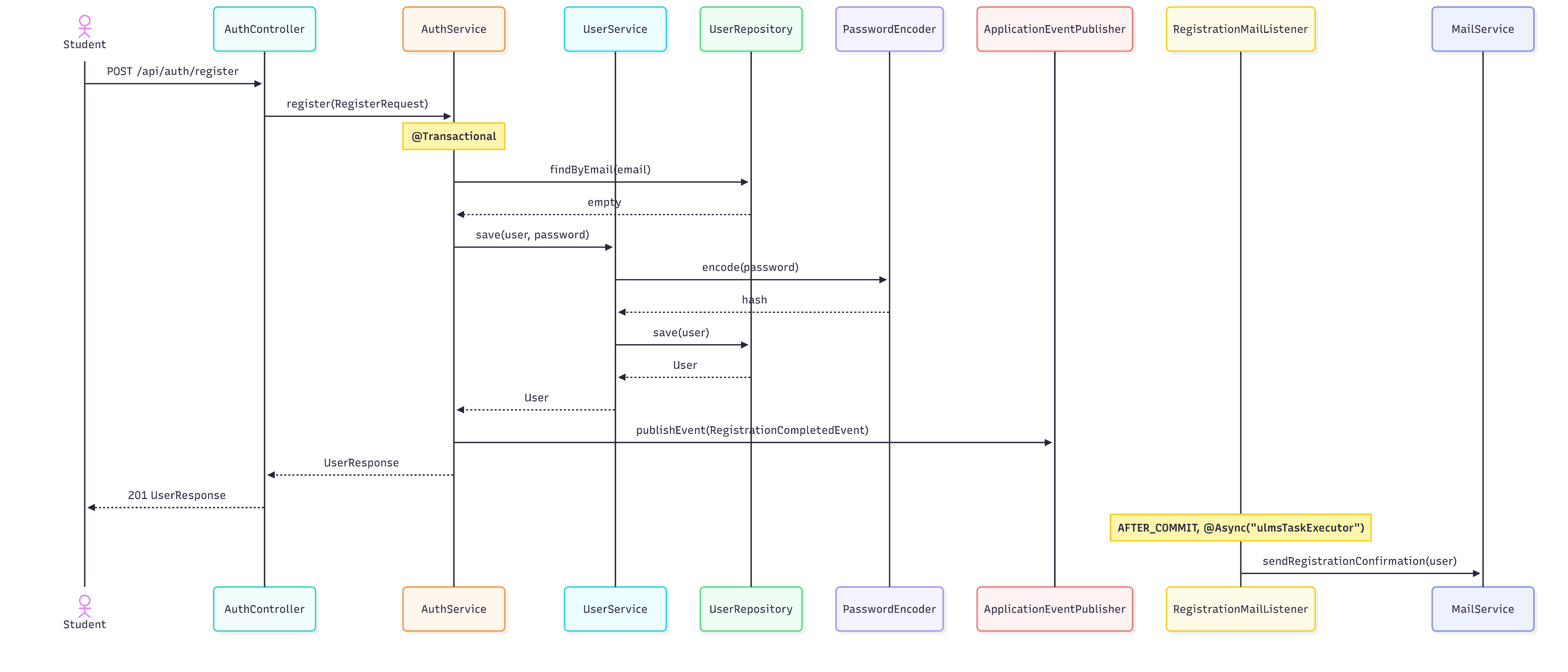 Student
AuthController
AuthService
UserService
UserRepository
PasswordEncoder
ApplicationEventPublisher
RegistrationMailListener
MailService
POST /api/auth/register
register(RegisterRequest)
@Transactional
findByEmail(email)
empty
save(user, password)
encode(password)
hash
save(user)
User
User
publishEvent(RegistrationCompletedEvent)
UserResponse
201 UserResponse
AFTER_COMMIT, @Async("ulmsTaskExecutor")
sendRegistrationConfirmation(user)
Student
AuthController
AuthService
UserService
UserRepository
PasswordEncoder
ApplicationEventPublisher
RegistrationMailListener
MailService